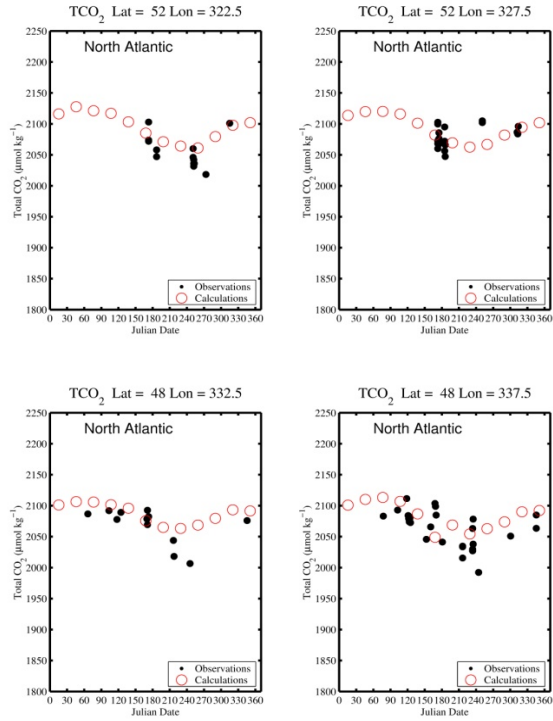 TCO2 Lat = 52 Lon = 322.5
North Atlantic
2250
2200
2150
2100
2050
2000
1950
1900
1850
1800
Total CO2 (μmol kg−1)
Observations
Calculations
0 30 60 90 120 150 180 210 240 270 300 330 360
Julian Date
TCO2 Lat = 52 Lon = 327.5
North Atlantic
2250
2200
2150
2100
2050
2000
1950
1900
1850
1800
Total CO2 (μmol kg−1)
Observations
Calculations
0 30 60 90 120 150 180 210 240 270 300 330 360
Julian Date
TCO2 Lat = 48 Lon = 332.5
North Atlantic
2250
2200
2150
2100
2050
2000
1950
1900
1850
1800
Total CO2 (μmol kg−1)
Observations
Calculations
0 30 60 90 120 150 180 210 240 270 300 330 360
Julian Date
TCO2 Lat = 48 Lon = 337.5
North Atlantic
2250
2200
2150
2100
2050
2000
1950
1900
1850
1800
Total CO2 (μmol kg−1)
Observations
Calculations
0 30 60 90 120 150 180 210 240 270 300 330 360
Julian Date